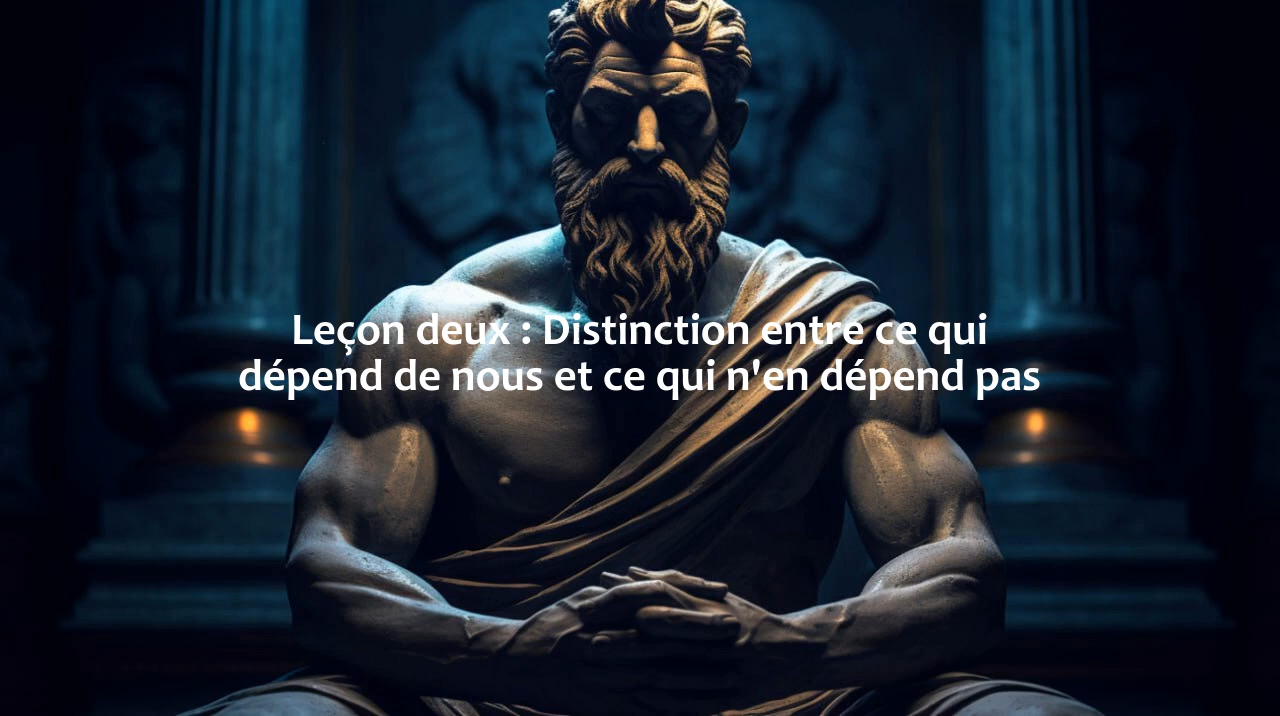 Leçon deux : Distinction entre ce qui
dépend de nous et ce qui n'en dépend pas